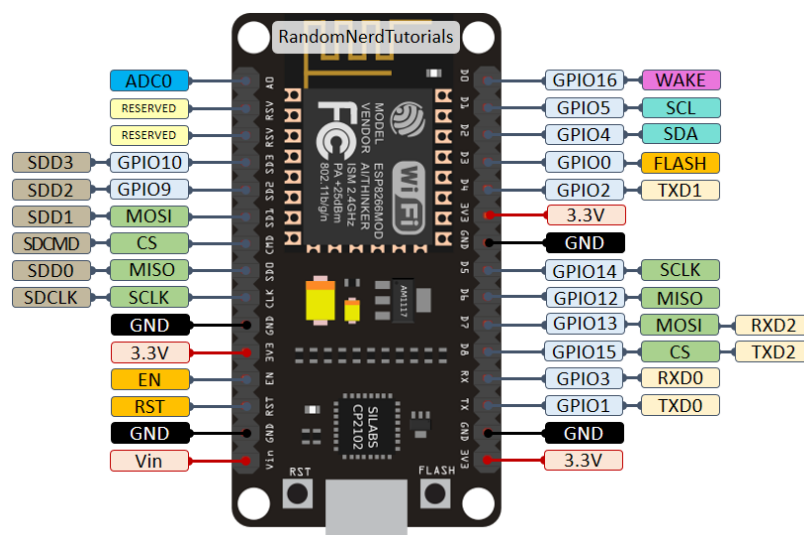 RandomNerdTutorials
ADC0 A0
RESERVED RSV
RESERVED RSV
SDD3 GPIO10 SD3
SDD2 GPIO9 SD2
SDD1 MOSI SD1
SDCMD CS CMD
SDD0 MISO SD0
SDCLK SCLK CLK
GND GND
3.3V 3V3
EN EN
RST RST
GND GND
Vin Vin
D0 GPIO16 WAKE
D1 GPIO5 SCL
D2 GPIO4 SDA
D3 GPIO0 FLASH
D4 GPIO2 TXD1
3V3 3.3V
GND GND
D5 GPIO14 SCLK
D6 GPIO12 MISO
D7 GPIO13 MOSI RXD2
D8 GPIO15 CS TXD2
RX GPIO3 RXD0
TX GPIO1 TXD0
GND GND
3V3 3.3V
MODEL ESP8266MOD
VENDOR AI/THINKER
ISM 2.4GHz
PA +25dBm
802.11b/g/n
FC
Wi Fi
AM1117
SILABS
CP2102
RST
FLASH